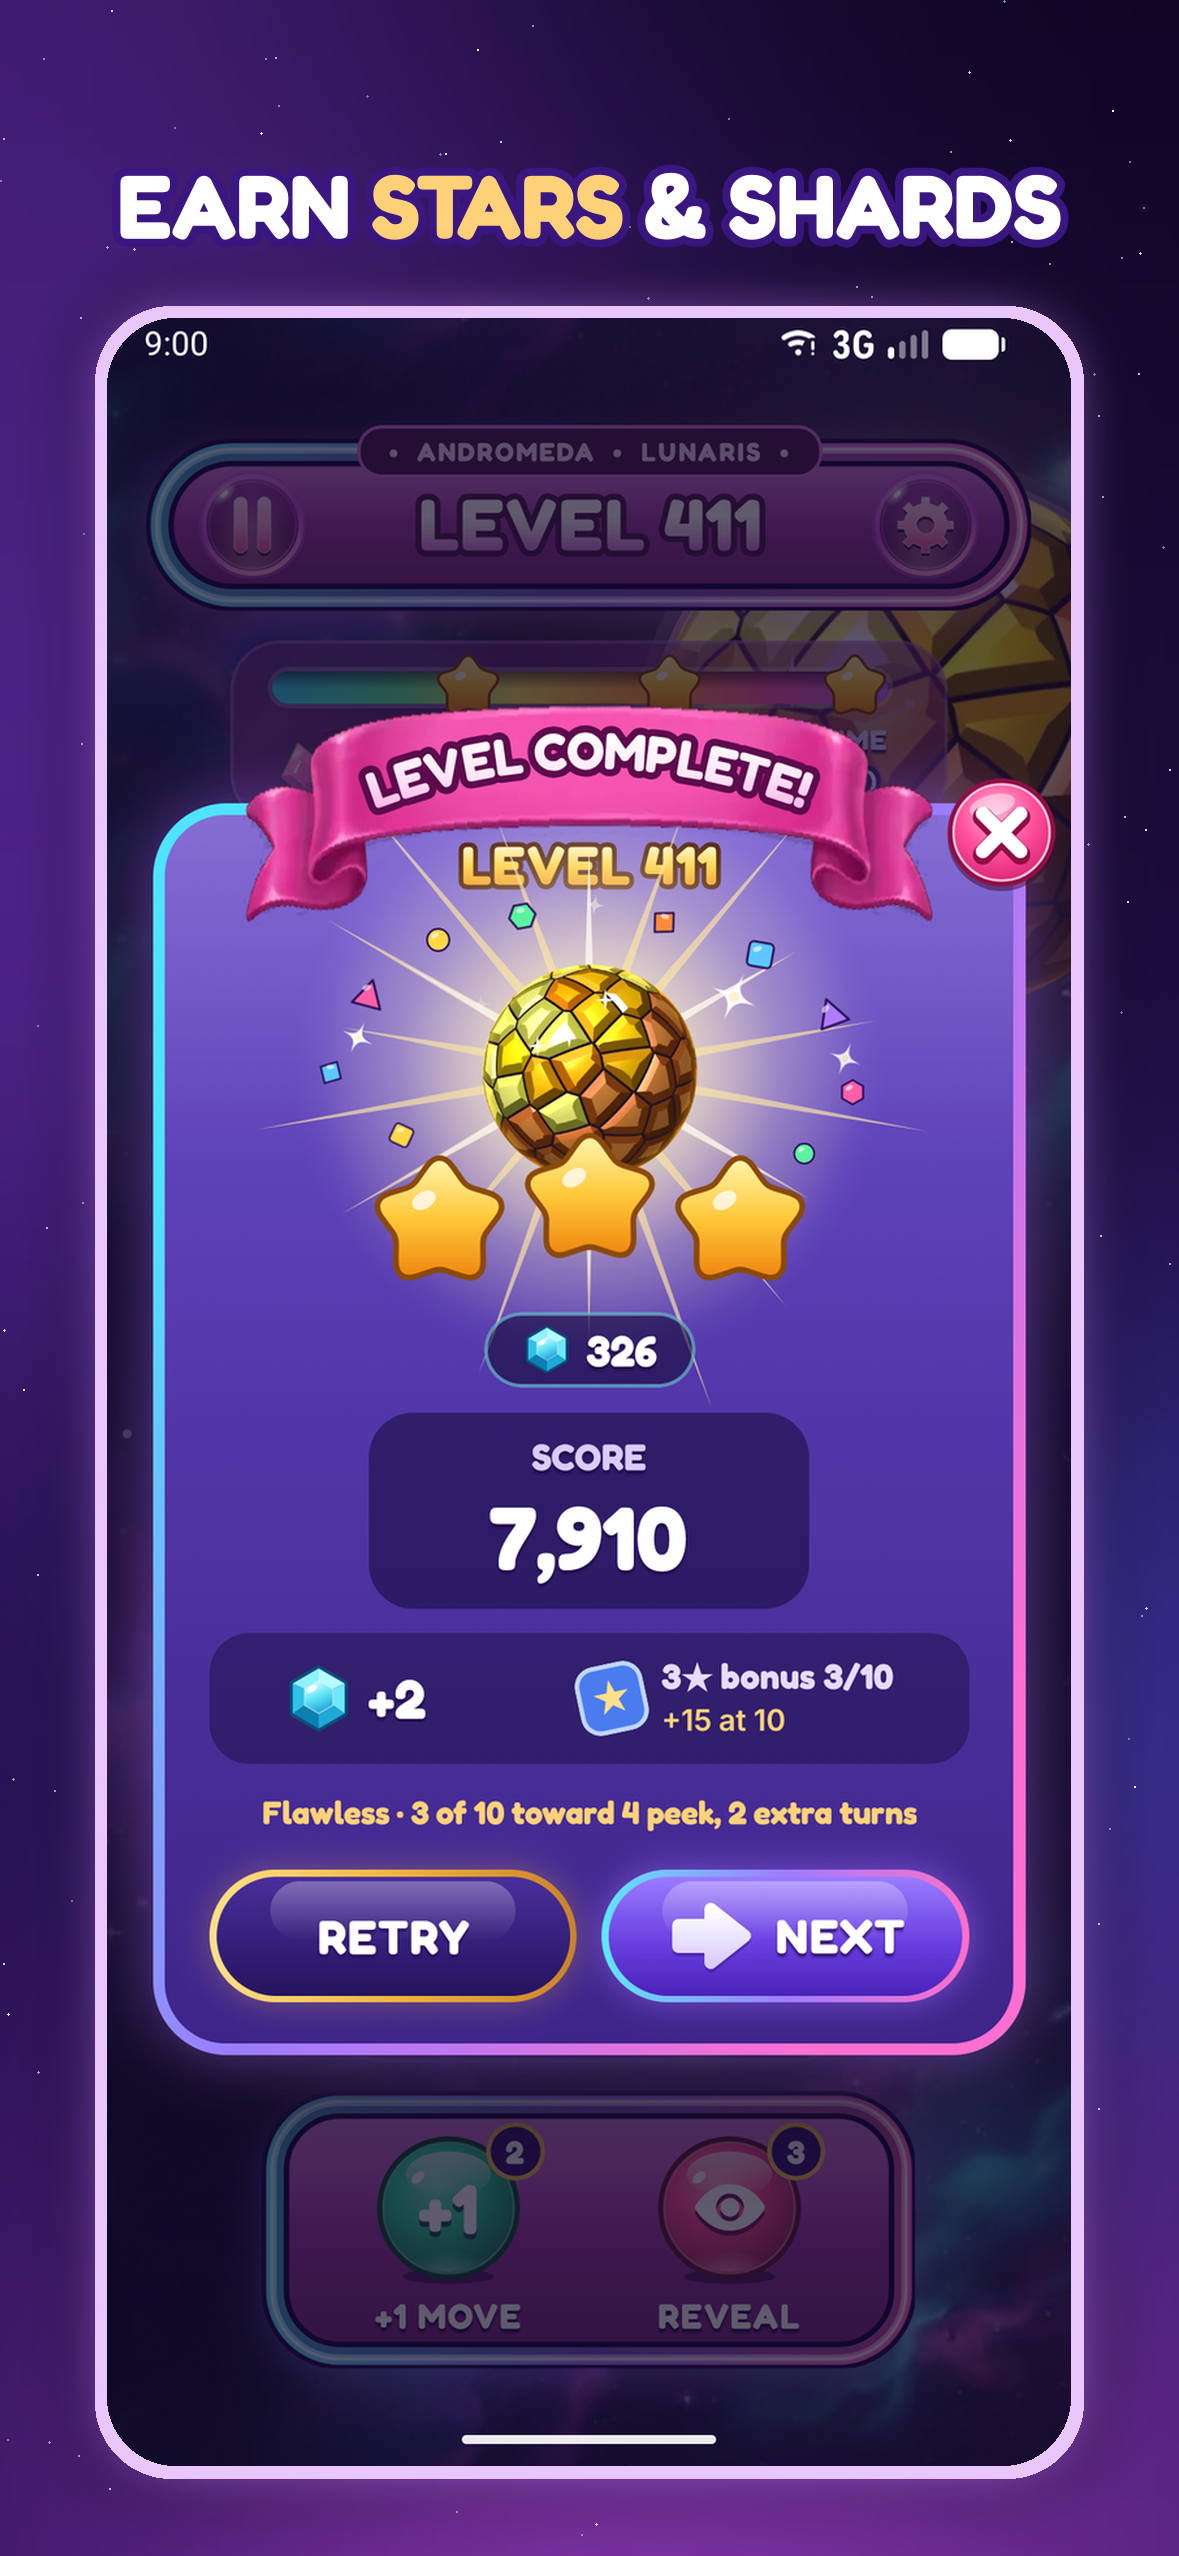 EARN STARS & SHARDS
9:00
3G
• ANDROMEDA • LUNARIS •
LEVEL 411
LEVEL COMPLETE!
LEVEL 411
326
SCORE
7,910
+2
3★ bonus 3/10
+15 at 10
Flawless · 3 of 10 toward 4 peek, 2 extra turns
RETRY
NEXT
+1
2
3
+1 MOVE
REVEAL